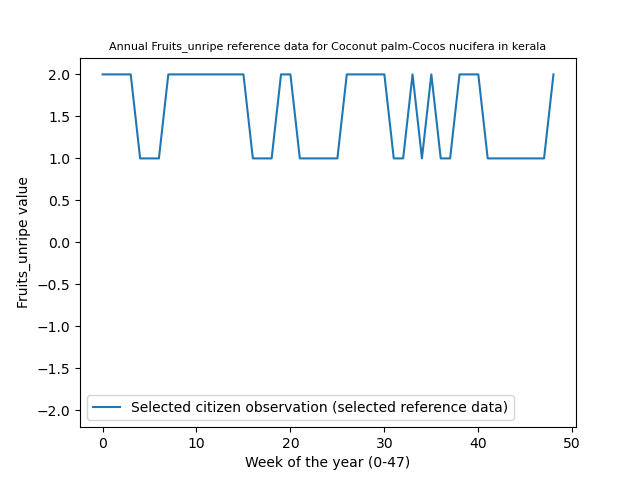 Annual Fruits_unripe reference data for Coconut palm-Cocos nucifera in kerala
2.0
1.5
1.0
0.5
0.0
−0.5
−1.0
−1.5
−2.0
Fruits_unripe value
Selected citizen observation (selected reference data)
0 10 20 30 40 50
Week of the year (0-47)